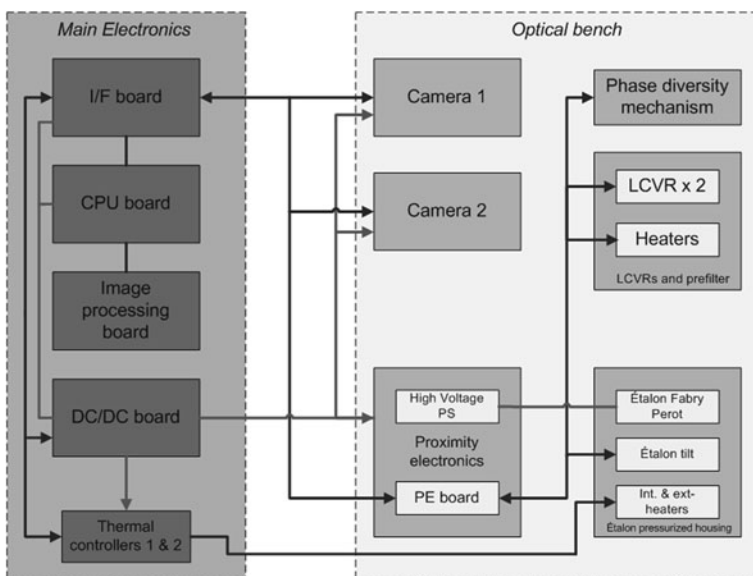 Main Electronics
I/F board
CPU board
Image
processing
board
DC/DC board
Thermal
controllers 1 & 2
Optical bench
Camera 1
Camera 2
High Voltage
PS
Proximity
electronics
PE board
Phase diversity
mechanism
LCVR x 2
Heaters
LCVRs and prefilter
Étalon Fabry
Perot
Étalon tilt
Int. & ext-
heaters
Étalon pressurized housing